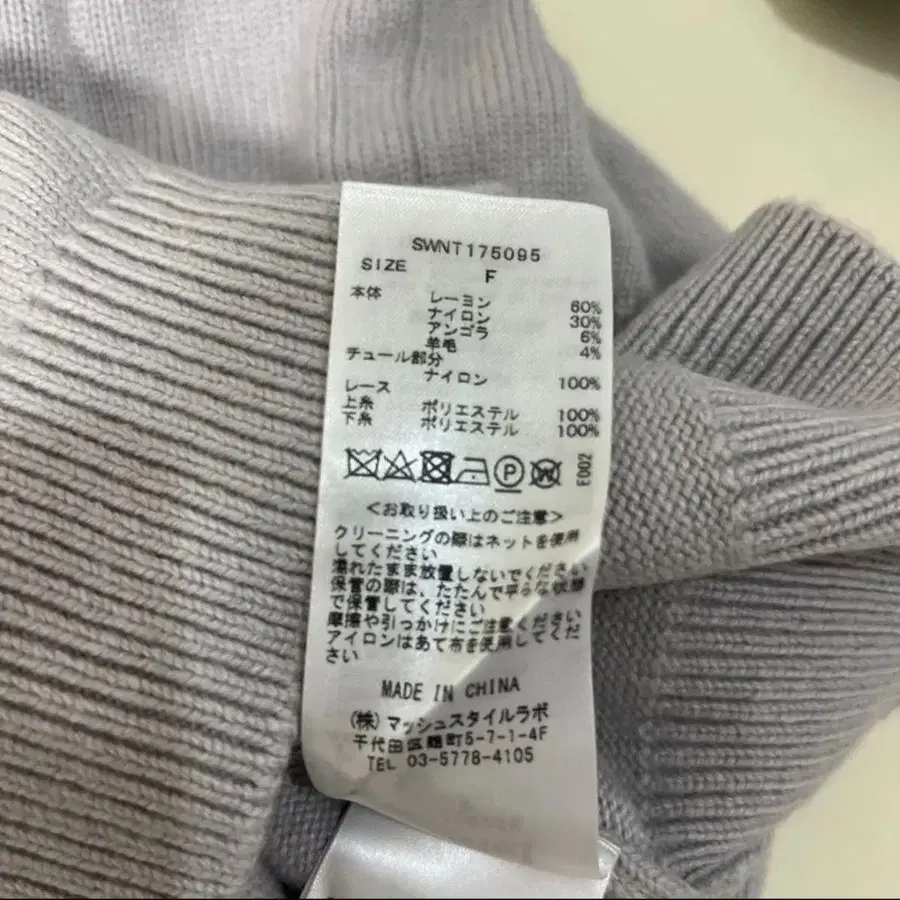 SWNT175095
SIZE F
本体 レーヨン 60%
ナイロン 30%
アンゴラ 6%
羊毛 4%
チュール部分
ナイロン 100%
レース
上糸 ポリエステル 100%
下糸 ポリエステル 100%
P W E002
<お取り扱い上のご注意>
クリーニングの際はネットを使用
してください
濡れたまま放置しないでください
保管の際は、たたんで平らな状態
で保管してください
摩擦や引っかけにご注意ください
アイロンはあて布を使用してくだ
さい
MADE IN CHINA
(株)マッシュスタイルラボ
千代田区麹町5-7-1-4F
TEL 03-5778-4105